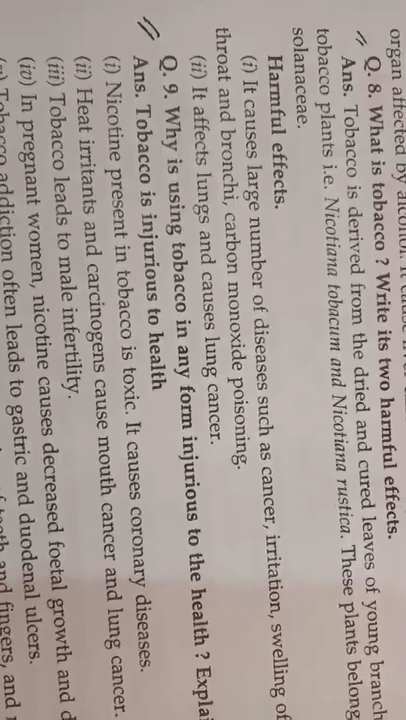 organ affected by alcohol. It cause
Q. 8. What is tobacco ? Write its two harmful effects.
Ans. Tobacco is derived from the dried and cured leaves of young branch
tobacco plants i.e. Nicotiana tobacum and Nicotiana rustica. These plants belong
solanaceae.
Harmful effects.
(i) It causes large number of diseases such as cancer, irritation, swelling of
throat and bronchi, carbon monoxide poisoning.
(ii) It affects lungs and causes lung cancer.
Q. 9. Why is using tobacco in any form injurious to the health ? Explai
Ans. Tobacco is injurious to health
(i) Nicotine present in tobacco is toxic. It causes coronary diseases.
(ii) Heat irritants and carcinogens cause mouth cancer and lung cancer.
(iii) Tobacco leads to male infertility.
(iv) In pregnant women, nicotine causes decreased foetal growth and d
(v) Tobacco addiction often leads to gastric and duodenal ulcers.
teeth and fingers, and